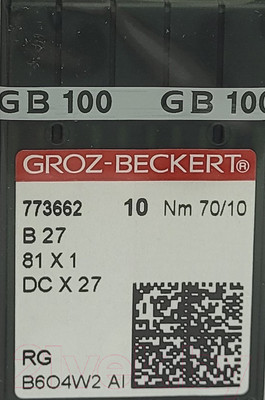 GB 100 GB 100
GROZ-BECKERT®
773662 10 Nm 70/10
B 27
81 X 1
DC X 27
RG
B6O4W2 AI